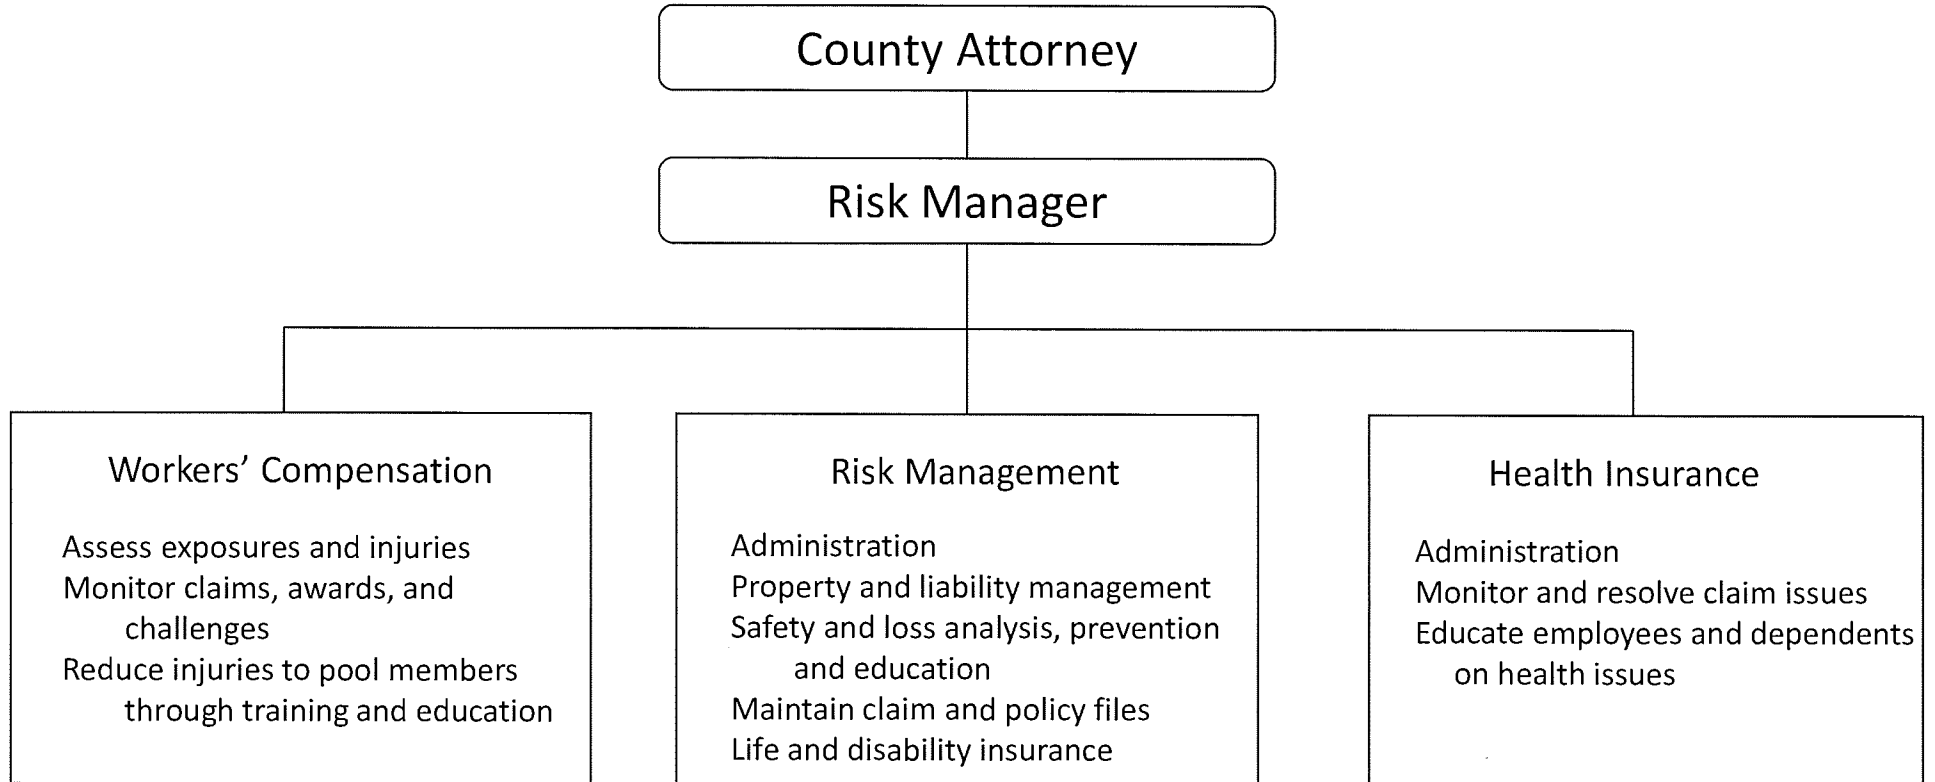 County Attorney
Risk Manager
Workers’ Compensation
Assess exposures and injuries
Monitor claims, awards, and
challenges
Reduce injuries to pool members
through training and education
Risk Management
Administration
Property and liability management
Safety and loss analysis, prevention
and education
Maintain claim and policy files
Life and disability insurance
Health Insurance
Administration
Monitor and resolve claim issues
Educate employees and dependents
on health issues